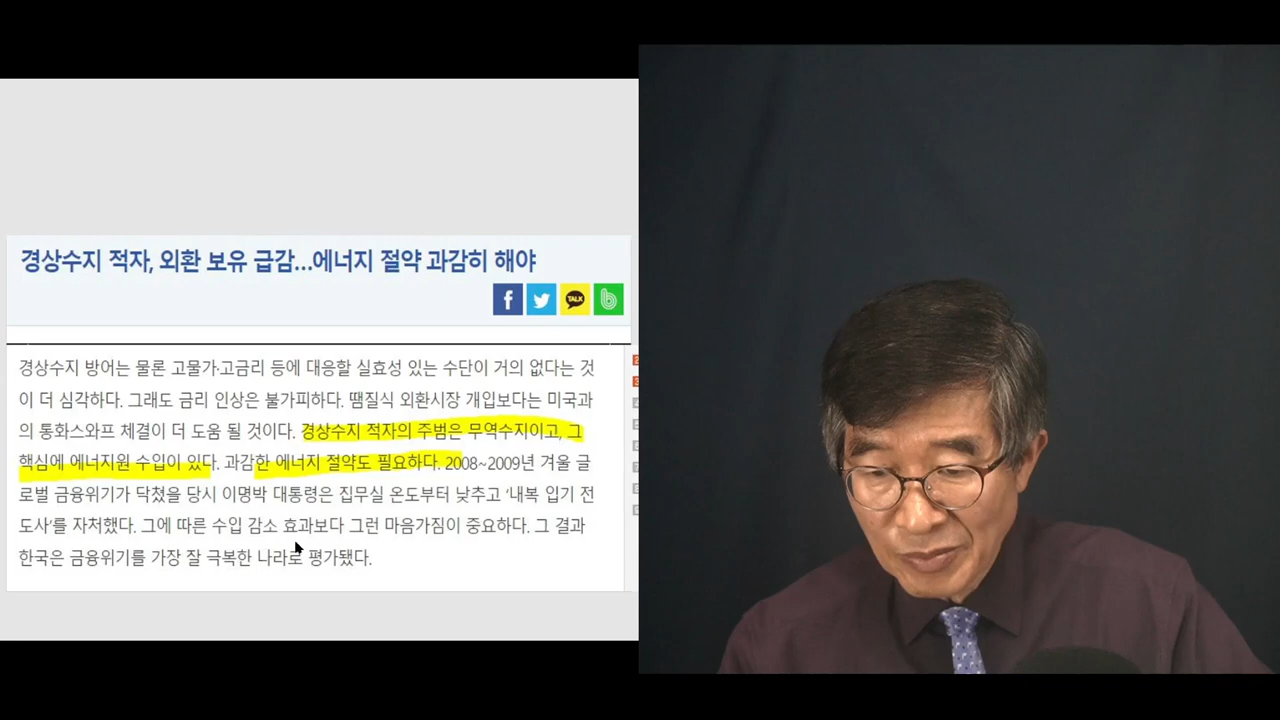 경상수지 적자, 외환 보유 급감...에너지 절약 과감히 해야
TALK
경상수지 방어는 물론 고물가·고금리 등에 대응할 실효성 있는 수단이 거의 없다는 것
이 더 심각하다. 그래도 금리 인상은 불가피하다. 땜질식 외환시장 개입보다는 미국과
의 통화스와프 체결이 더 도움 될 것이다. 경상수지 적자의 주범은 무역수지이고, 그
핵심에 에너지원 수입이 있다. 과감한 에너지 절약도 필요하다. 2008~2009년 겨울 글
로벌 금융위기가 닥쳤을 당시 이명박 대통령은 집무실 온도부터 낮추고 ‘내복 입기 전
도사’를 자처했다. 그에 따른 수입 감소 효과보다 그런 마음가짐이 중요하다. 그 결과
한국은 금융위기를 가장 잘 극복한 나라로 평가됐다.